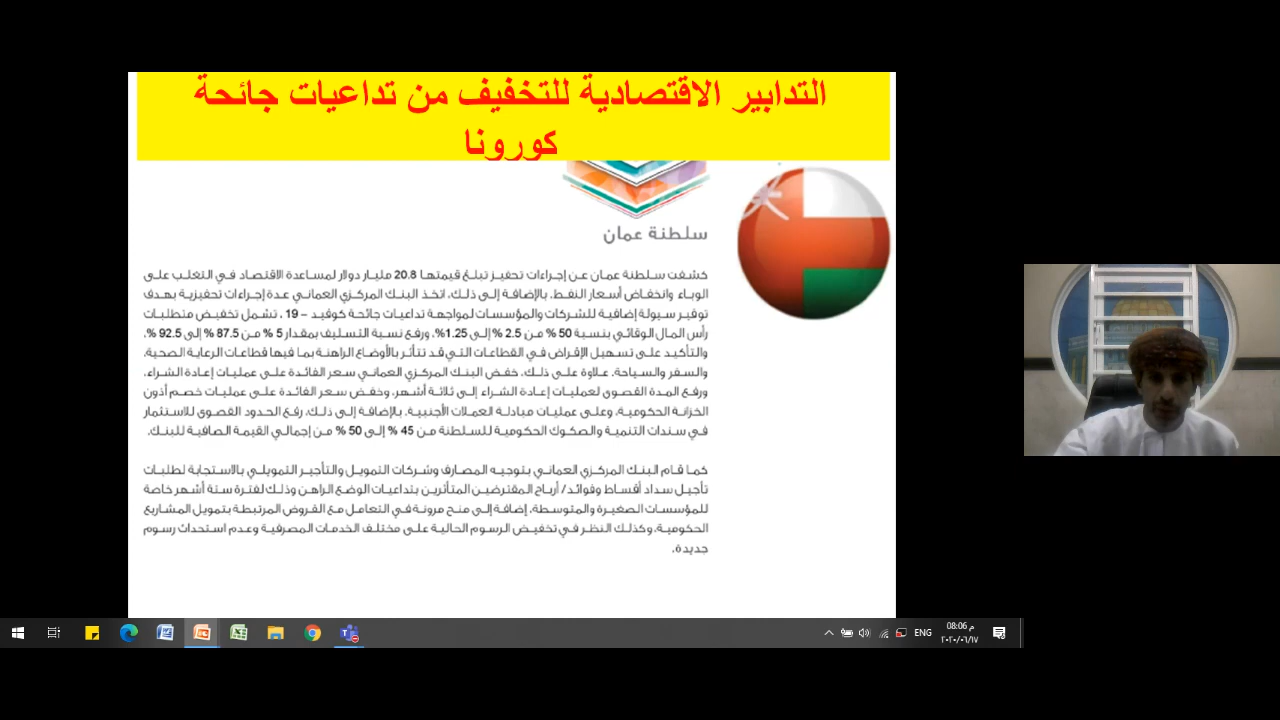 التدابير الاقتصادية للتخفيف من تداعيات جائحة
كورونا
سلطنة عمان
كشفت سلطنة عمان عن إجراءات تحفيز تبلغ قيمتها 20.8 مليار دولار لمساعدة الاقتصاد في التغلب على
الوباء وانخفاض أسعار النفط. بالإضافة إلى ذلك، اتخذ البنك المركزي العماني عدة إجراءات تحفيزية بهدف
توفير سيولة إضافية للشركات والمؤسسات لمواجهة تداعيات جائحة كوفيد – 19 ، تشمل تخفيض متطلبات
رأس المال الوقائي بنسبة 50 % من 2.5 % إلى 1.25%، ورفع نسبة التسليف بمقدار 5 % من 87.5 % إلى 92.5 %،
والتأكيد على تسهيل الإقراض في القطاعات التي قد تتأثر بالأوضاع الراهنة بما فيها قطاعات الرعاية الصحية،
والسفر والسياحة. علاوة على ذلك، خفض البنك المركزي العماني سعر الفائدة على عمليات إعادة الشراء،
ورفع المدة القصوى لعمليات إعادة الشراء إلى ثلاثة أشهر، وخفض سعر الفائدة على عمليات خصم أذون
الخزانة الحكومية، وعلى عمليات مبادلة العملات الأجنبية. بالإضافة إلى ذلك، رفع الحدود القصوى للاستثمار
في سندات التنمية والصكوك الحكومية للسلطنة من 45 % إلى 50 % من إجمالي القيمة الصافية للبنك.
كما قام البنك المركزي العماني بتوجيه المصارف وشركات التمويل والتأجير التمويلي بالاستجابة لطلبات
تأجيل سداد أقساط وفوائد/ أرباح المقترضين المتأثرين بتداعيات الوضع الراهن وذلك لفترة ستة أشهر خاصة
للمؤسسات الصغيرة والمتوسطة، إضافة إلى منح مرونة في التعامل مع القروض المرتبطة بتمويل المشاريع
الحكومية، وكذلك النظر في تخفيض الرسوم الحالية على مختلف الخدمات المصرفية وعدم استحداث رسوم
جديدة.
ENG
08:06 م
٢٠٢٠/٠٦/١٧